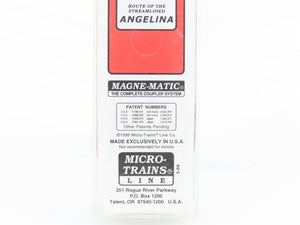 ROUTE OF THE
STREAMLINED
ANGELINA
MAGNE-MATIC®
THE COMPLETE COUPLER SYSTEM
PATENT NUMBERS
Other Patents Pending
©1999 Micro-Trains® Line Co.
MADE EXCLUSIVELY IN U.S.A.
Not recommended for minors
MICRO-
TRAINS®
LINE
351 Rogue River Parkway
P.O. Box 1200
Talent, OR 97540-1200 U.S.A.